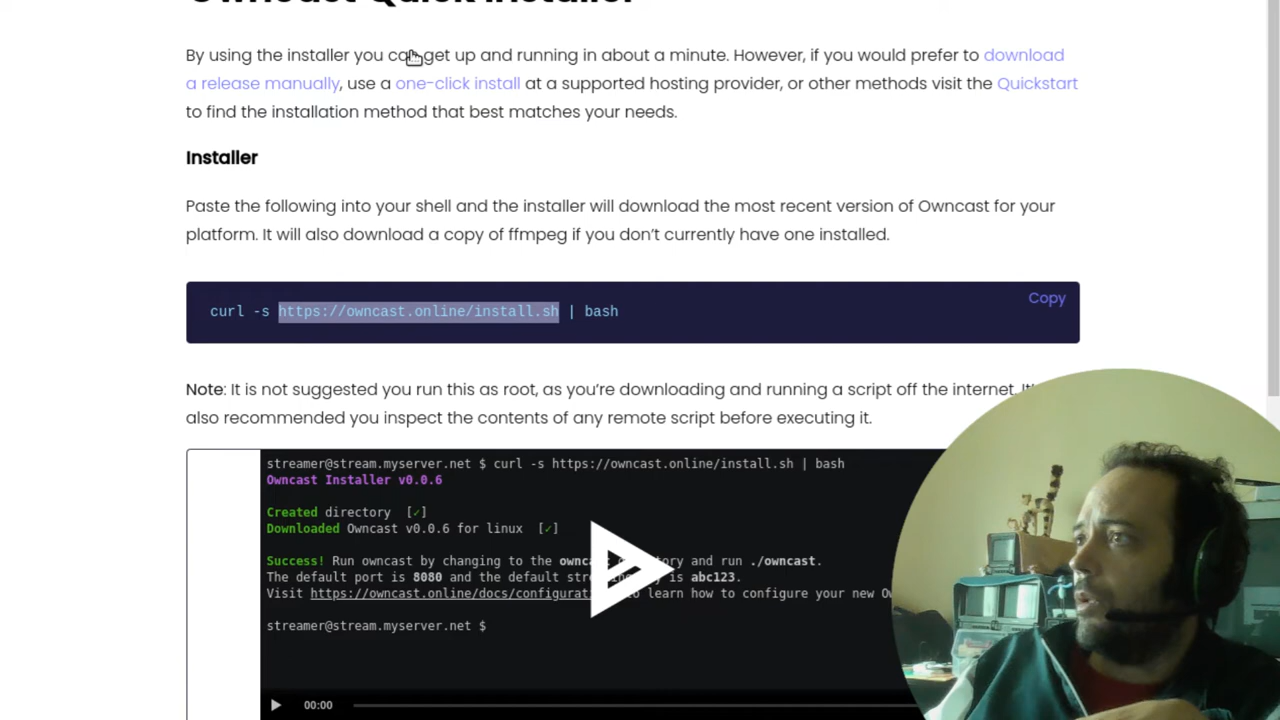 Owncast Quick Installer
By using the installer you can get up and running in about a minute. However, if you would prefer to download
a release manually, use a one-click install at a supported hosting provider, or other methods visit the Quickstart
to find the installation method that best matches your needs.
Installer
Paste the following into your shell and the installer will download the most recent version of Owncast for your
platform. It will also download a copy of ffmpeg if you don’t currently have one installed.
Copy
curl -s https://owncast.online/install.sh | bash
Note: It is not suggested you run this as root, as you’re downloading and running a script off the internet.
also recommended you inspect the contents of any remote script before executing it.
streamer@stream.myserver.net $ curl -s https://owncast.online/install.sh | bash
Owncast Installer v0.0.6
Created directory [✓]
Downloaded Owncast v0.0.6 for linux [✓]
Success! Run owncast by changing to the and run ./owncast.
The default port is 8080 and the default is abc123.
Visit to learn how to configure your new
streamer@stream.myserver.net $
00:00